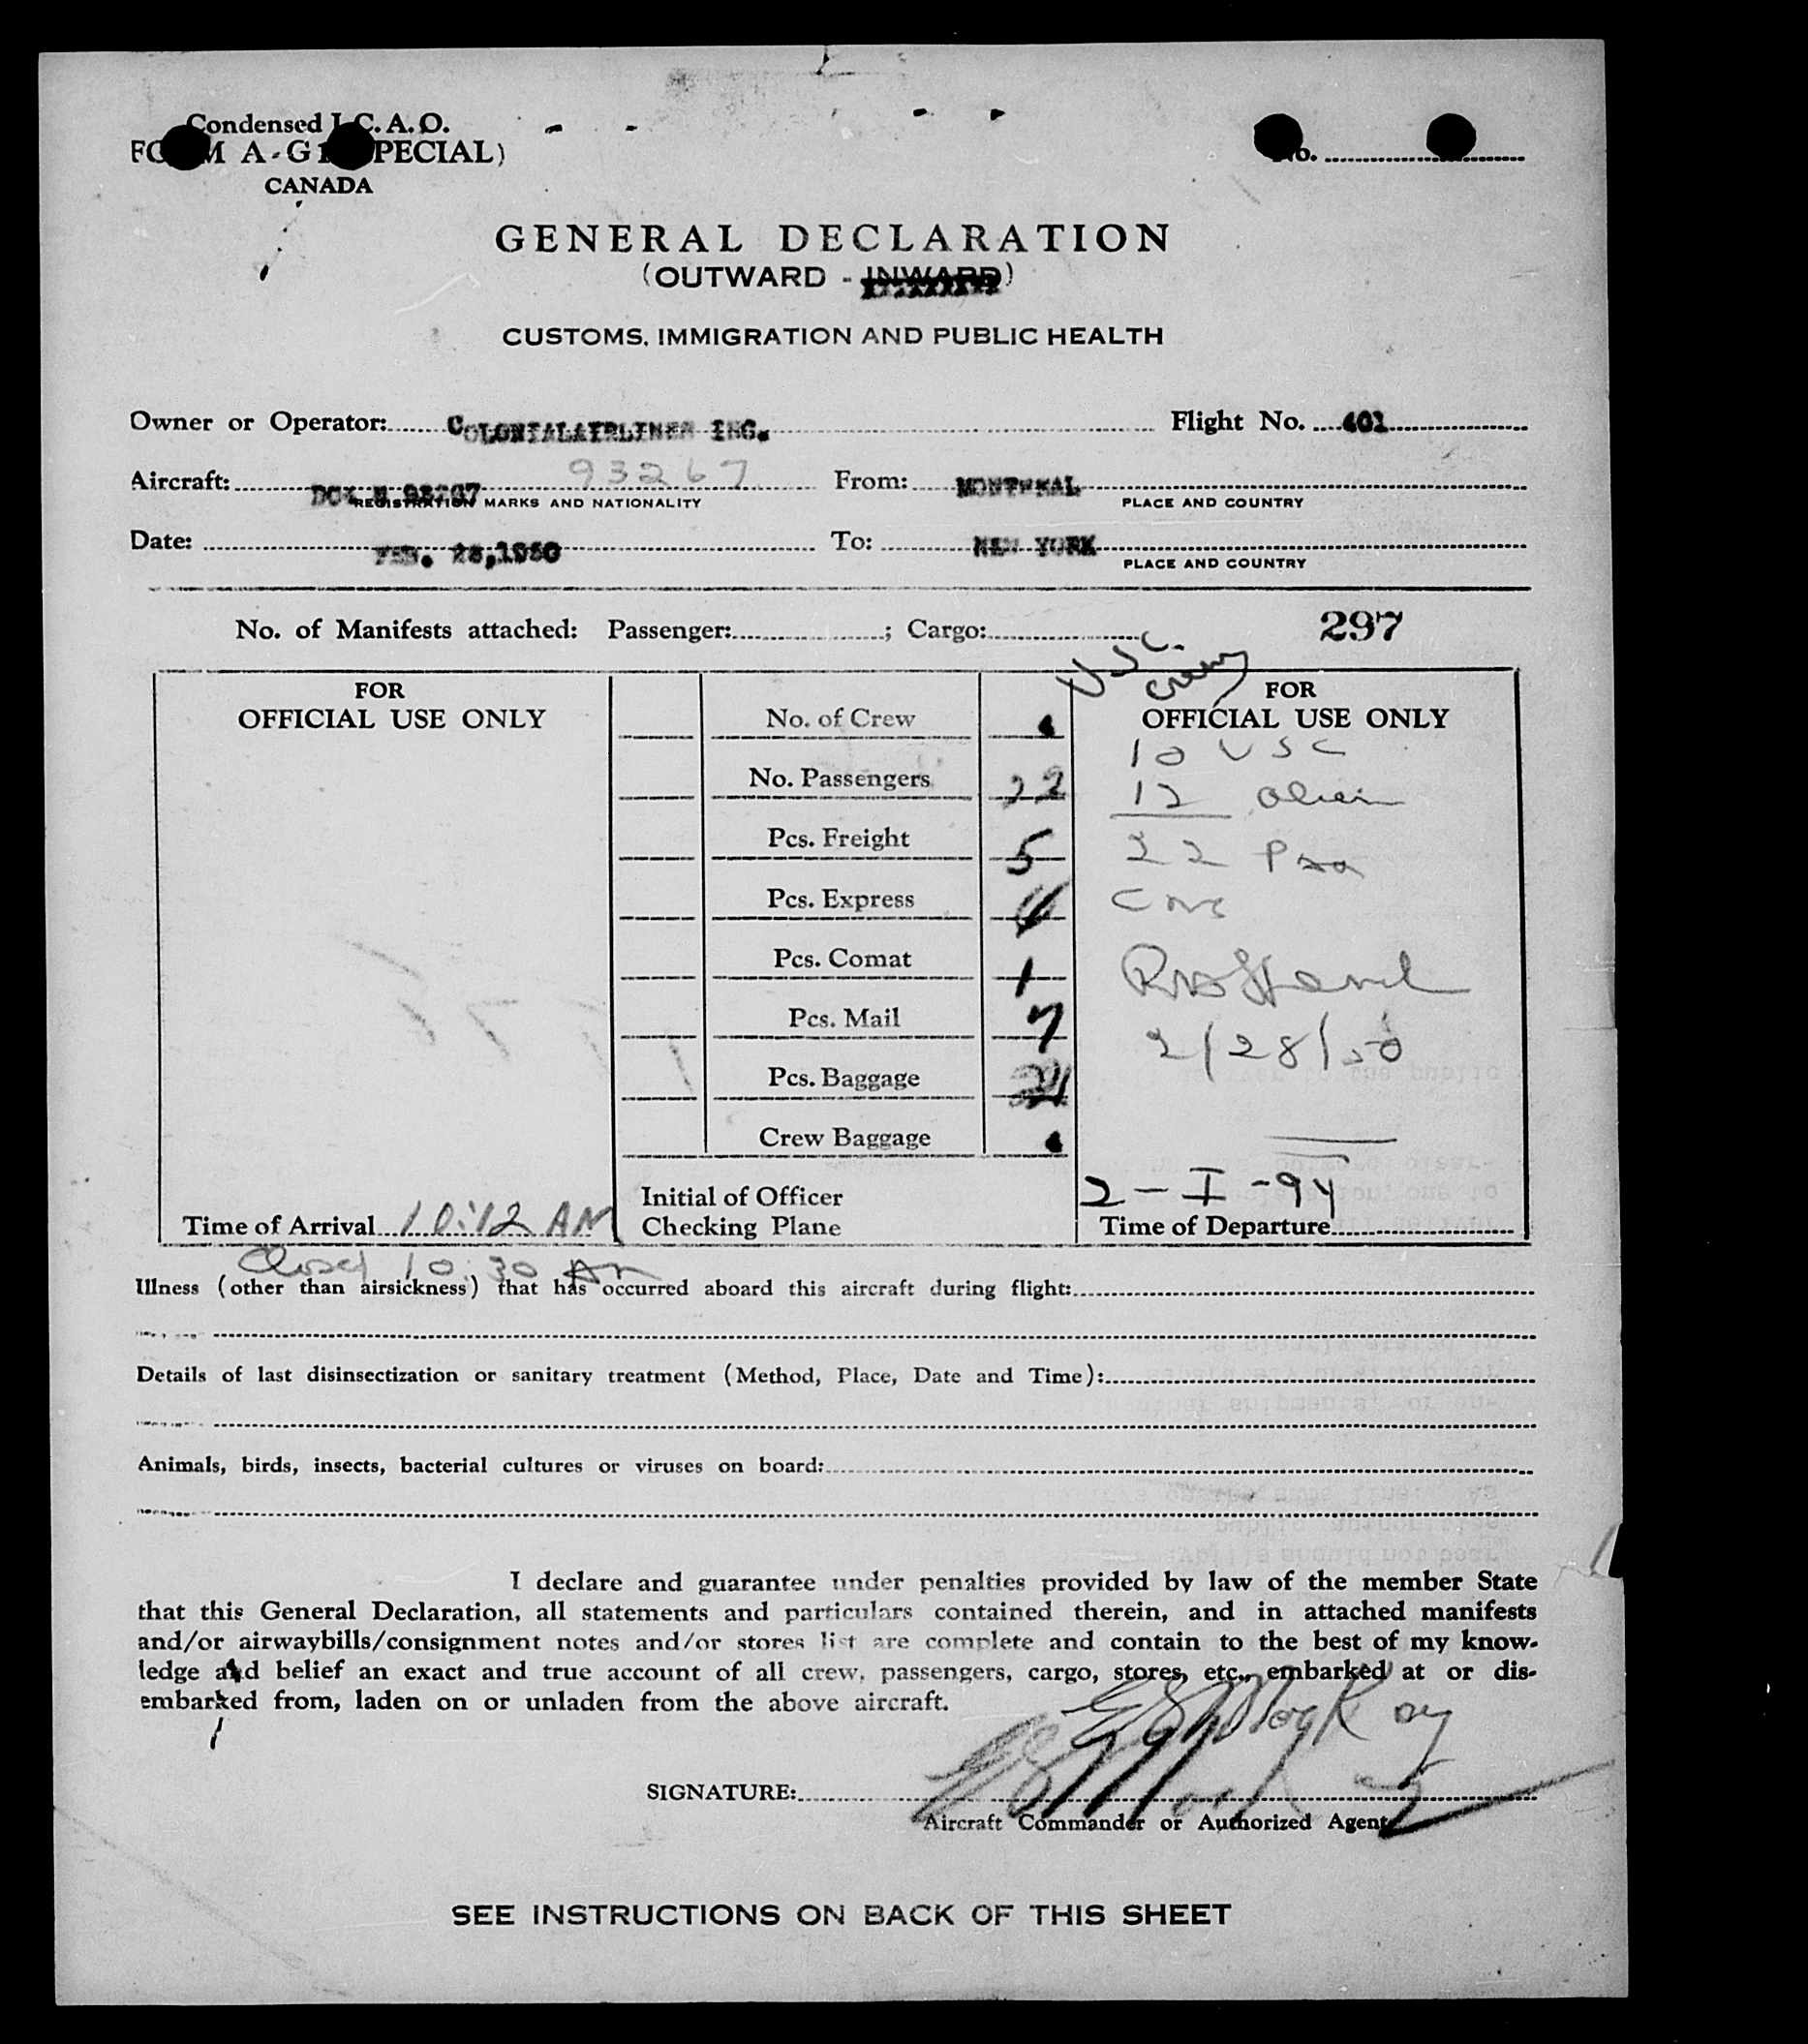 Condensed I.C.A.O.
FORM A-G1 (SPECIAL)
CANADA
No.
GENERAL DECLARATION
(OUTWARD - INWARD)
CUSTOMS, IMMIGRATION AND PUBLIC HEALTH
Owner or Operator: COLONIALAIRLINES INC. Flight No. 401
93267
Aircraft: DC4 N 93267 From: MONTREAL
REGISTRATION MARKS AND NATIONALITY PLACE AND COUNTRY
Date: FEB. 28,1950 To: NEW YORK
PLACE AND COUNTRY
No. of Manifests attached: Passenger: ; Cargo: 297
USC. Crew
FOR FOR
OFFICIAL USE ONLY No. of Crew OFFICIAL USE ONLY
10 USC
No. Passengers 22 12 Alien
Pcs. Freight 5 22 Pax
Pcs. Express
Pcs. Comat 1
Pcs. Mail 7 2/28/50
Pcs. Baggage
Crew Baggage
Initial of Officer 2-I-94
Time of Arrival 10:12 AM Checking Plane Time of Departure
Closed 10:30 AM
Illness (other than airsickness) that has occurred aboard this aircraft during flight:
Details of last disinsectization or sanitary treatment (Method, Place, Date and Time):
Animals, birds, insects, bacterial cultures or viruses on board:
I declare and guarantee under penalties provided by law of the member State
that this General Declaration, all statements and particulars contained therein, and in attached manifests
and/or airwaybills/consignment notes and/or stores list are complete and contain to the best of my know-
ledge and belief an exact and true account of all crew, passengers, cargo, stores, etc., embarked at or dis-
embarked from, laden on or unladen from the above aircraft.
SIGNATURE:
Aircraft Commander or Authorized Agent
SEE INSTRUCTIONS ON BACK OF THIS SHEET